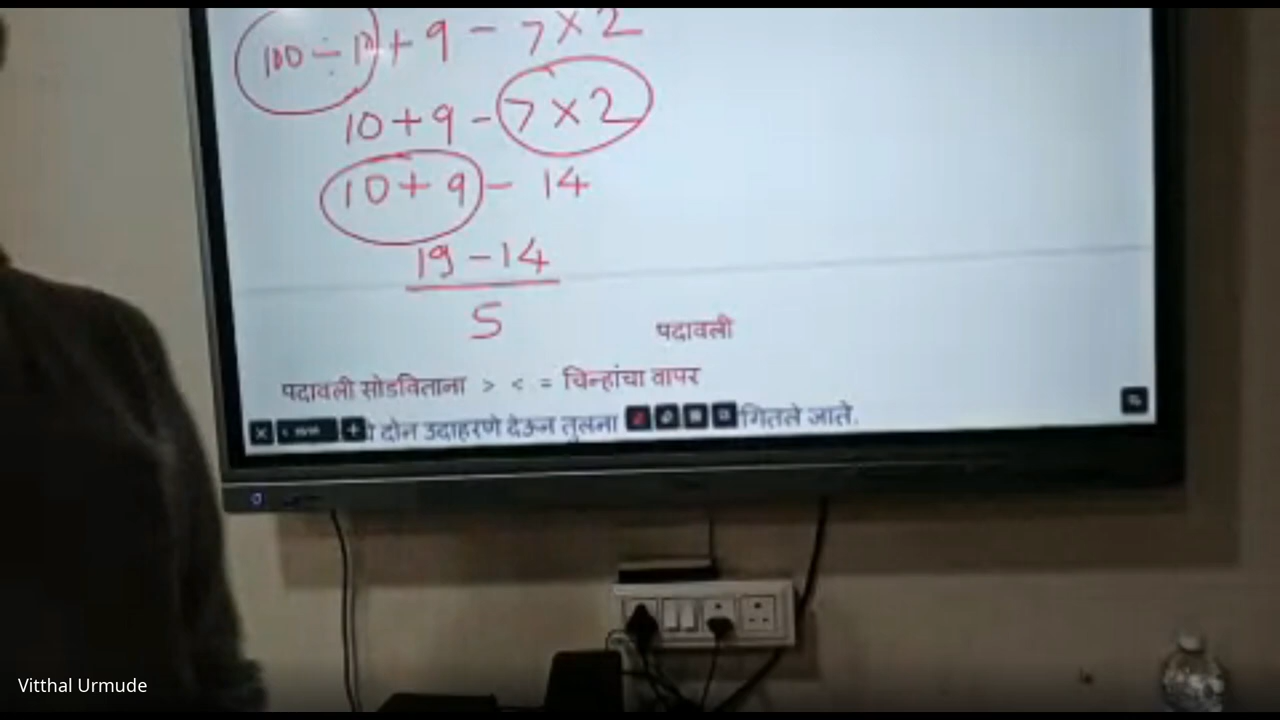 100 ÷ 10 + 9 - 7 × 2
10 + 9 - 7 × 2
10 + 9 - 14
19 - 14
5
पदावली
पदावली सोडविताना > < = चिन्हांचा वापर
दोन उदाहरणे देऊन तुलना गितले जाते.
Vitthal Urmude